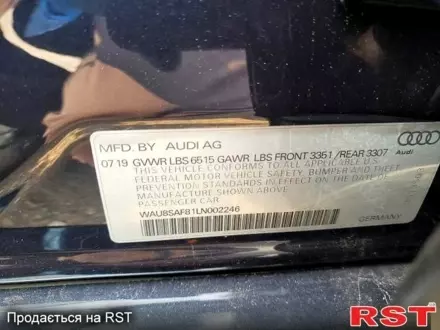 MFD. BY AUDI AG
07 19 GVWR LBS 6515 GAWR LBS FRONT 3351 / REAR 3307
THIS VEHICLE CONFORMS TO ALL APPLICABLE U.S.
FEDERAL MOTOR VEHICLE SAFETY, BUMPER AND THEFT
PREVENTION STANDARDS IN EFFECT ON THE DATE OF
MANUFACTURE SHOWN ABOVE.
PASSENGER CAR
WAU8SAF81LN002246
GERMANY
Audi
Продається на RST
RST